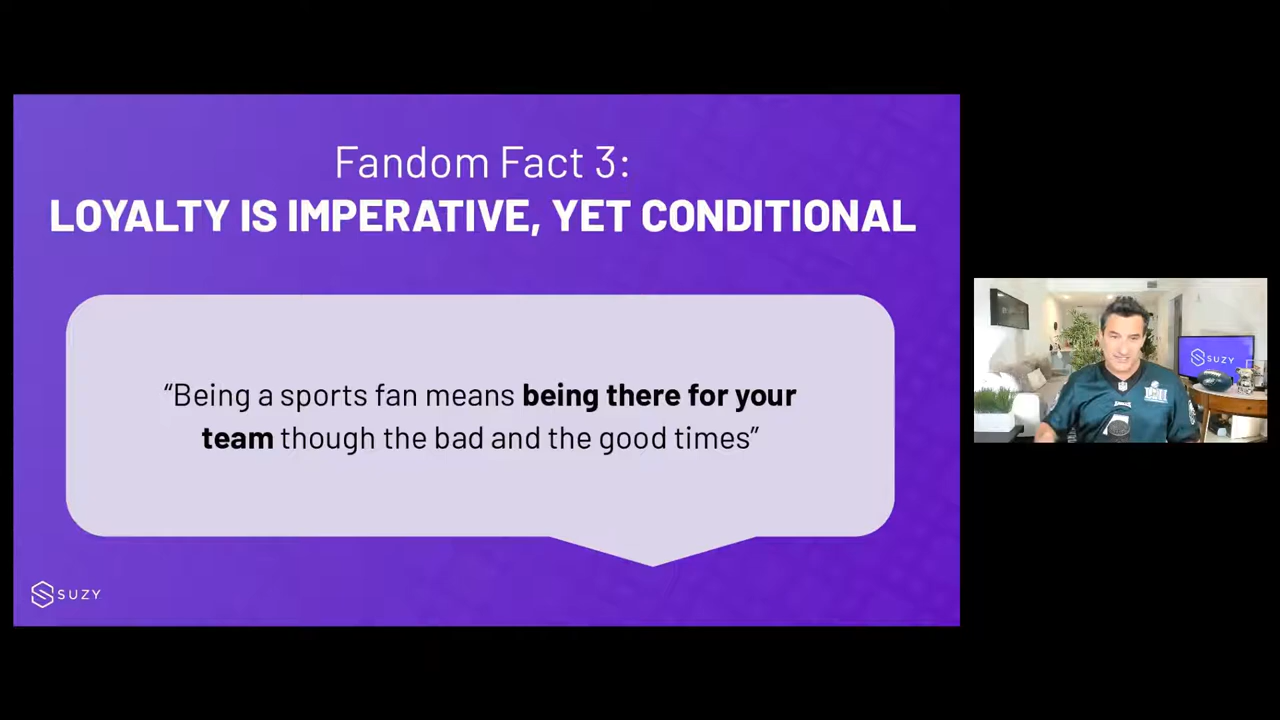 Fandom Fact 3:
LOYALTY IS IMPERATIVE, YET CONDITIONAL
“Being a sports fan means being there for your
team though the bad and the good times”
SUZY
SUZY